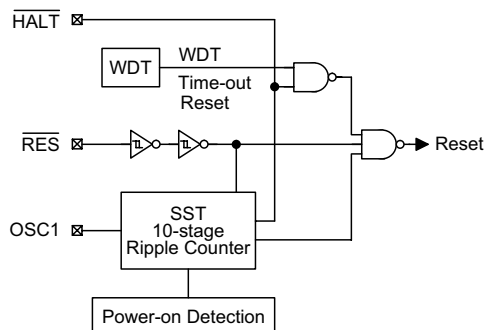 HALT
WDT
WDT
Time-out
Reset
RES
Reset
OSC1
SST
10-stage
Ripple Counter
Power-on Detection